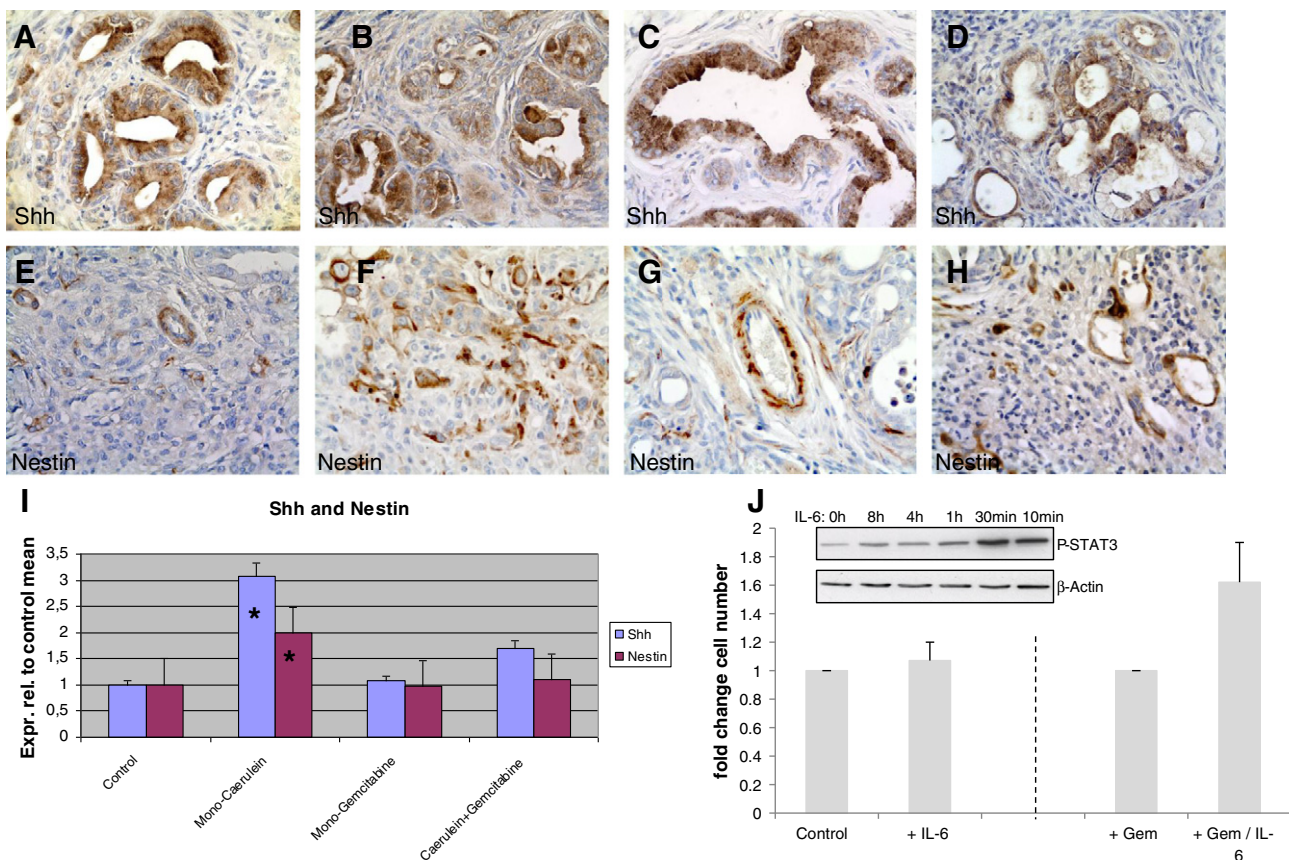 A
B
C
D
Shh
Shh
Shh
Shh
E
F
G
H
Nestin
Nestin
Nestin
Nestin
I
Shh and Nestin
Expr. rel. to control mean
3,5
3
2,5
2
1,5
1
0,5
0
*
*
Control
Mono-Caerulein
Mono-Gemcitabine
Caerulein+Gemcitabine
Shh
Nestin
J
IL-6: 0h 8h 4h 1h 30min 10min
P-STAT3
β-Actin
fold change cell number
2
1.8
1.6
1.4
1.2
1
0.8
0.6
0.4
0.2
0
Control
+ IL-6
+ Gem
+ Gem / IL-
6